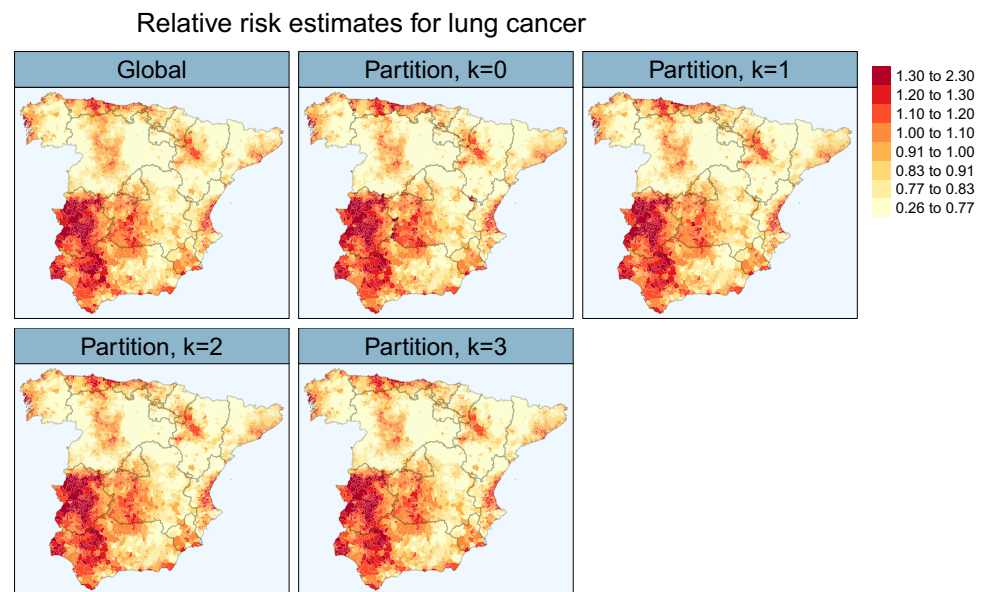 Relative risk estimates for lung cancer
Global
Partition, k=0
Partition, k=1
1.30 to 2.30
1.20 to 1.30
1.10 to 1.20
1.00 to 1.10
0.91 to 1.00
0.83 to 0.91
0.77 to 0.83
0.26 to 0.77
Partition, k=2
Partition, k=3